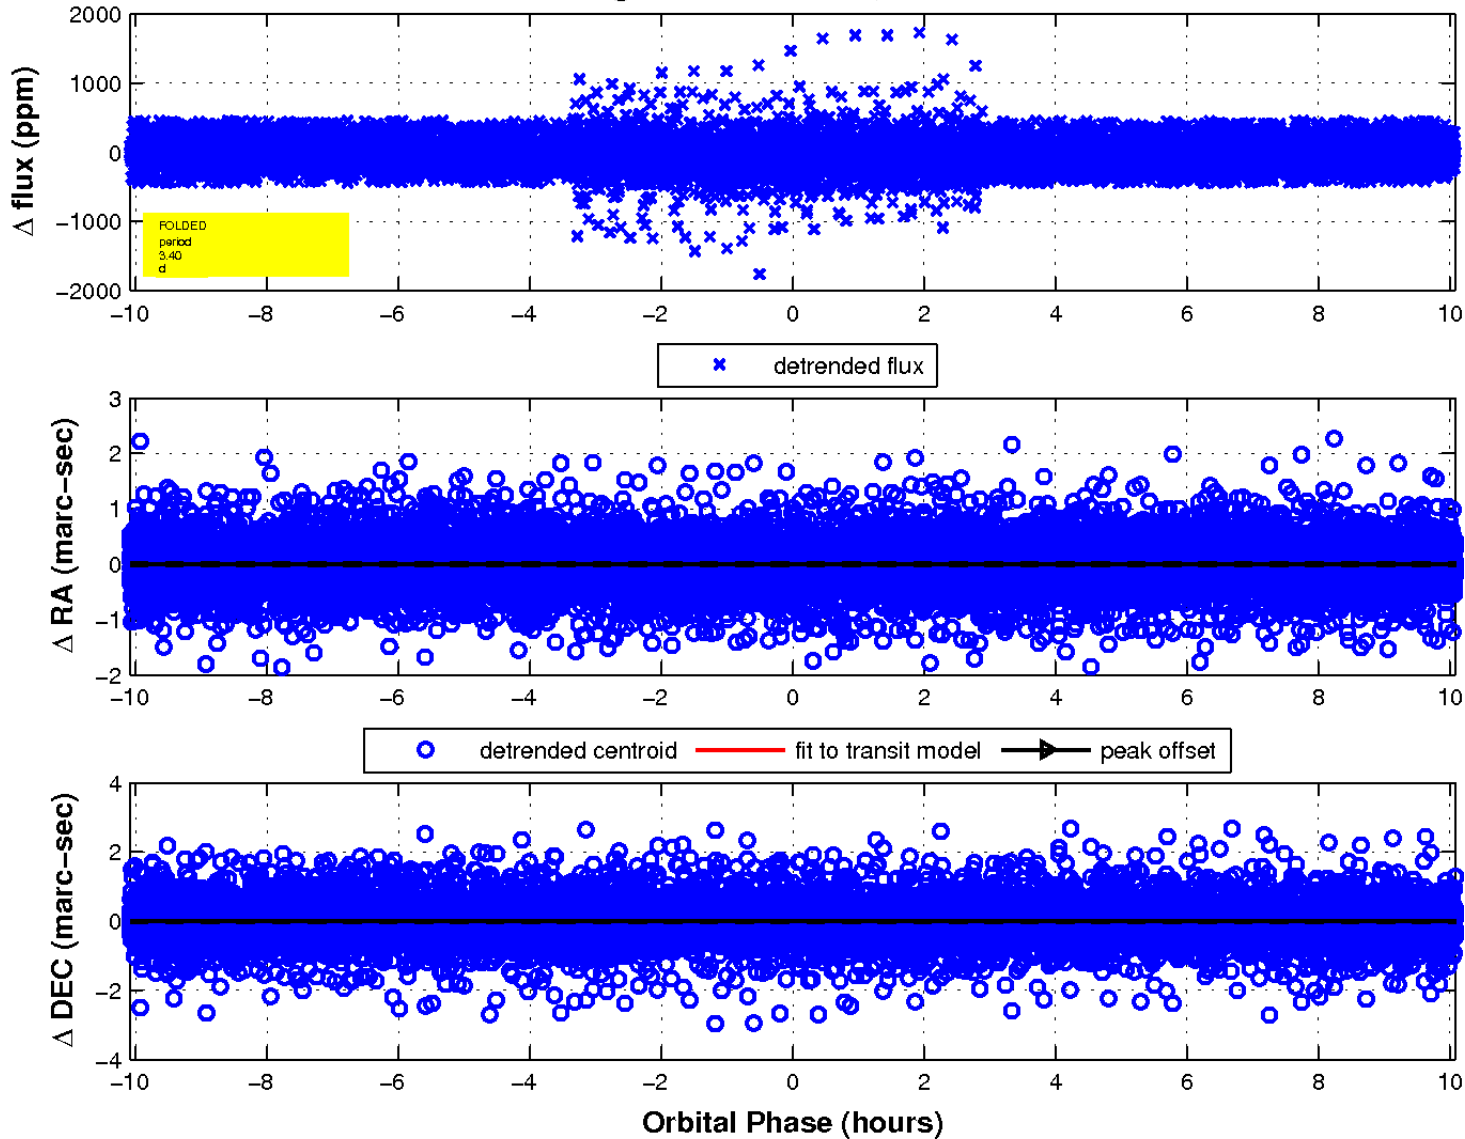 2000
1000
0
−1000
−2000
Δ flux (ppm)
FOLDED
period
3.40
d
−10 −8 −6 −4 −2 0 2 4 6 8 10
detrended flux
3
2
1
0
−1
−2
Δ RA (marc−sec)
−10 −8 −6 −4 −2 0 2 4 6 8 10
detrended centroid fit to transit model peak offset
4
2
0
−2
−4
Δ DEC (marc−sec)
−10 −8 −6 −4 −2 0 2 4 6 8 10
Orbital Phase (hours)